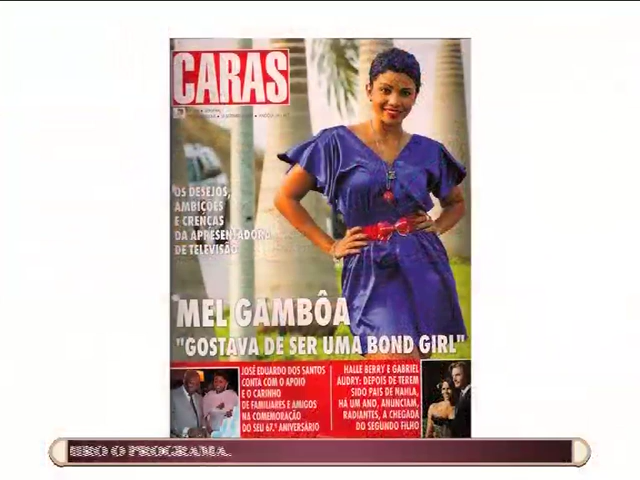 CARAS
OS DESEJOS,
AMBIÇÕES
E CRENÇAS
DA APRESENTADORA
DE TELEVISÃO
MEL GAMBÔA
"GOSTAVA DE SER UMA BOND GIRL"
JOSÉ EDUARDO DOS SANTOS
CONTA COM O APOIO
E O CARINHO
DE FAMILIARES E AMIGOS
NA COMEMORAÇÃO
DO SEU 67.º ANIVERSÁRIO
HALLE BERRY E GABRIEL
AUDRY: DEPOIS DE TEREM
SIDO PAIS DE NAHLA,
HÁ UM ANO, ANUNCIAM,
RADIANTES, A CHEGADA
DO SEGUNDO FILHO
O PROGRAMA.